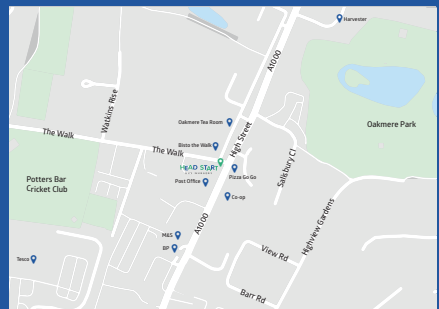 Harvester
A1000
Watkins Rise
Oakmere Tea Room
Oakmere Park
The Walk
High Street
Bisto the Walk
The Walk
HEAD START
Salisbury Cl
Pizza Go Go
Post Office
Potters Bar
Cricket Club
Co-op
A1000
Highview Gardens
M&S
BP
View Rd
Tesco
Barr Rd